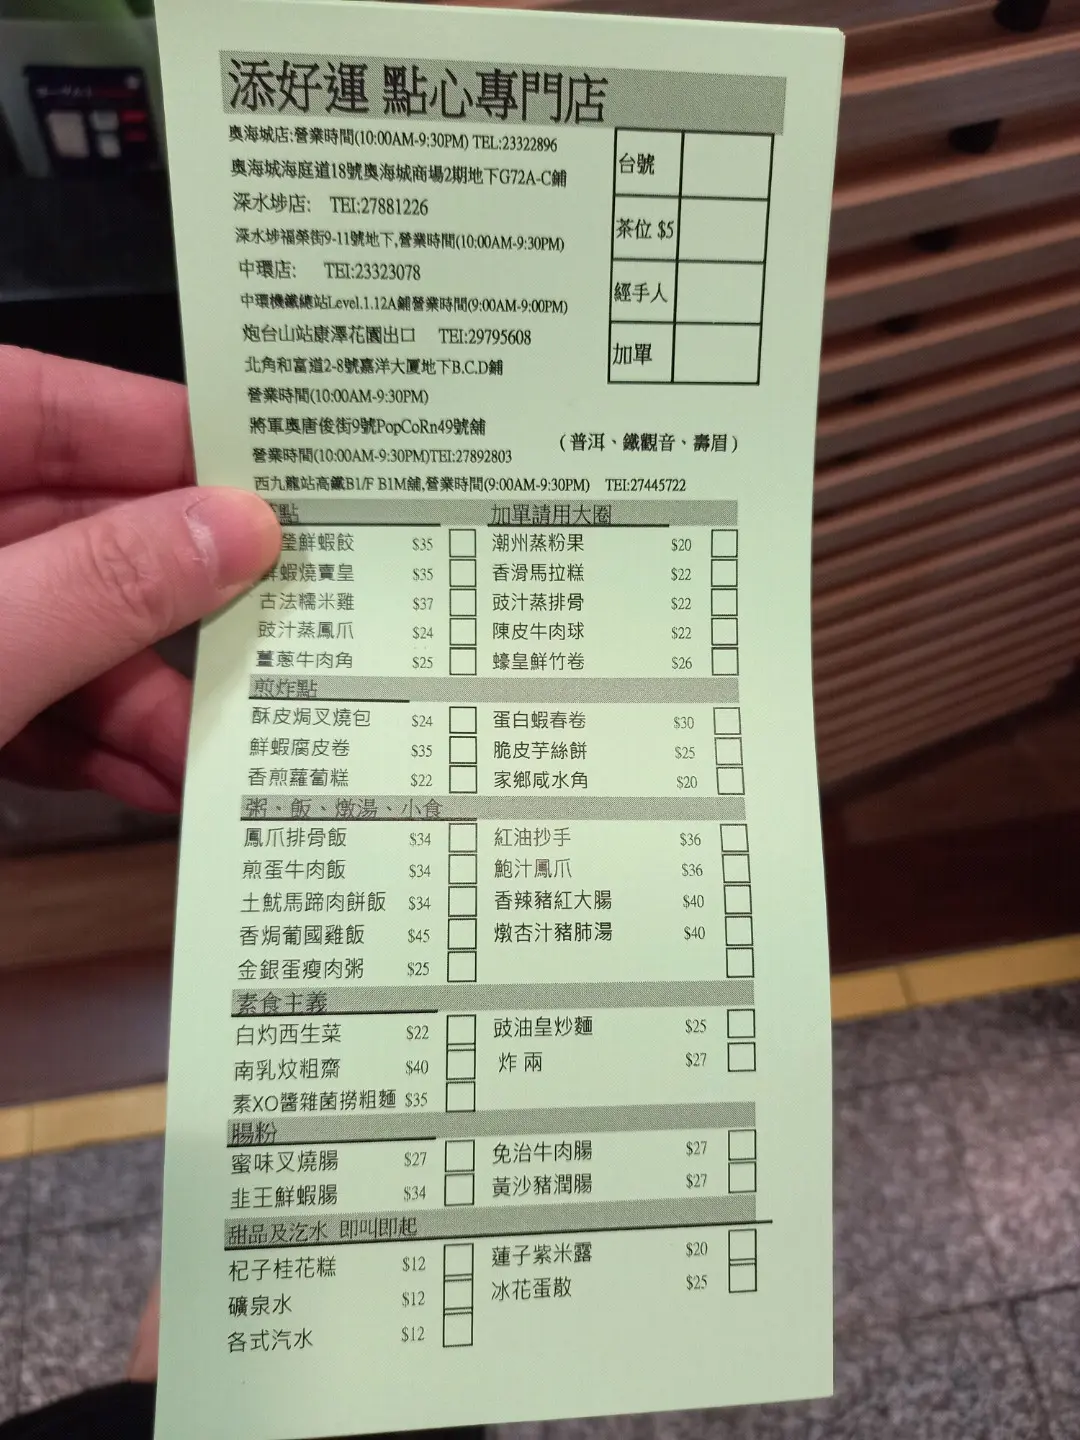 添好運 點心專門店
奧海城店:營業時間(10:00AM-9:30PM) TEL:23322896
奧海城海庭道18號奧海城商場2期地下G72A-C鋪
深水埗店: TEI:27881226
深水埗福榮街9-11號地下,營業時間(10:00AM-9:30PM)
中環店: TEI:23323078
中環機鐵總站Level.1.12A鋪營業時間(9:00AM-9:00PM)
炮台山站康澤花園出口 TEI:29795608
北角和富道2-8號嘉洋大厦地下B.C.D鋪
營業時間(10:00AM-9:30PM)
將軍奧唐俊街9號PopCoRn49號舖
營業時間(10:00AM-9:30PM)TEI:27892803
西九龍站高鐵B1/F B1M舖,營業時間(9:00AM-9:30PM) TEI:27445722
台號
茶位 $5
經手人
加單
(普洱、鐵觀音、壽眉)
點 加單請用大圈
瑩鮮蝦餃 $35 潮州蒸粉果 $20
鮮蝦燒賣皇 $35 香滑馬拉糕 $22
古法糯米雞 $37 豉汁蒸排骨 $22
豉汁蒸鳳爪 $24 陳皮牛肉球 $22
薑蔥牛肉角 $25 蠔皇鮮竹卷 $26
煎炸點
酥皮焗叉燒包 $24 蛋白蝦春卷 $30
鮮蝦腐皮卷 $35 脆皮芋絲餅 $25
香煎蘿蔔糕 $22 家鄉咸水角 $20
粥、飯、燉湯、小食
鳳爪排骨飯 $34 紅油抄手 $36
煎蛋牛肉飯 $34 鮑汁鳳爪 $36
土魷馬蹄肉餅飯 $34 香辣豬紅大腸 $40
香焗葡國雞飯 $45 燉杏汁豬肺湯 $40
金銀蛋瘦肉粥 $25
素食主義
白灼西生菜 $22 豉油皇炒麵 $25
南乳炆粗齋 $40 炸 兩 $27
素XO醬雜菌撈粗麵 $35
腸粉
蜜味叉燒腸 $27 免治牛肉腸 $27
韭王鮮蝦腸 $34 黃沙豬潤腸 $27
甜品及汽水 即叫即起
杞子桂花糕 $12 蓮子紫米露 $20
礦泉水 $12 冰花蛋散 $25
各式汽水 $12